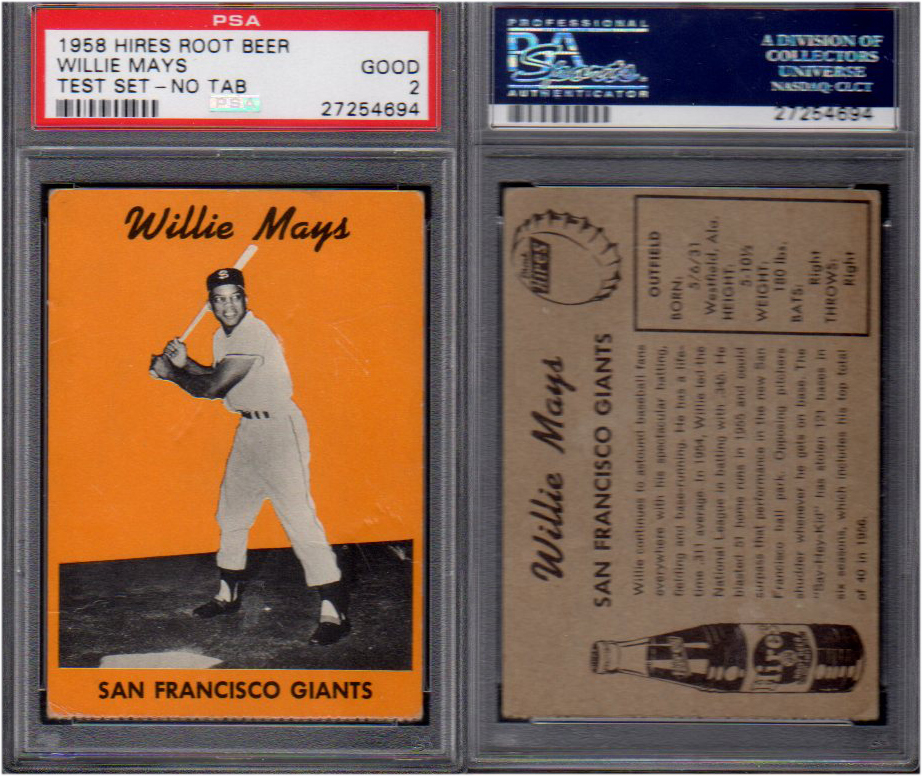 PSA
1958 HIRES ROOT BEER
WILLIE MAYS GOOD
TEST SET - NO TAB 2
PSA
27254694
Willie Mays
S
SAN FRANCISCO GIANTS
PROFESSIONAL
PSA
Sports
AUTHENTICATOR
A DIVISION OF
COLLECTORS
UNIVERSE
NASDAQ: CLCT
27254694
Drink
Hires
OUTFIELD
BORN:
5/6/31
Westfield, Ala.
HEIGHT:
5-10½
WEIGHT:
180 lbs.
BATS:
Right
THROWS:
Right
Willie Mays
SAN FRANCISCO GIANTS
Willie continues to astound baseball fans
everywhere with his spectacular hatting,
fielding and base-running. He has a life-
time .311 average. In 1954, Willie led the
National League in batting with .345. He
blasted 51 home runs in 1955 and could
surpass that performance in the new San
Francisco ball park. Opposing pitchers
shudder whenever he gets on base. The
"Say-Hey-Kid" has stolen 121 bases in
six seasons, which includes his top total
of 40 in 1956.
Hires